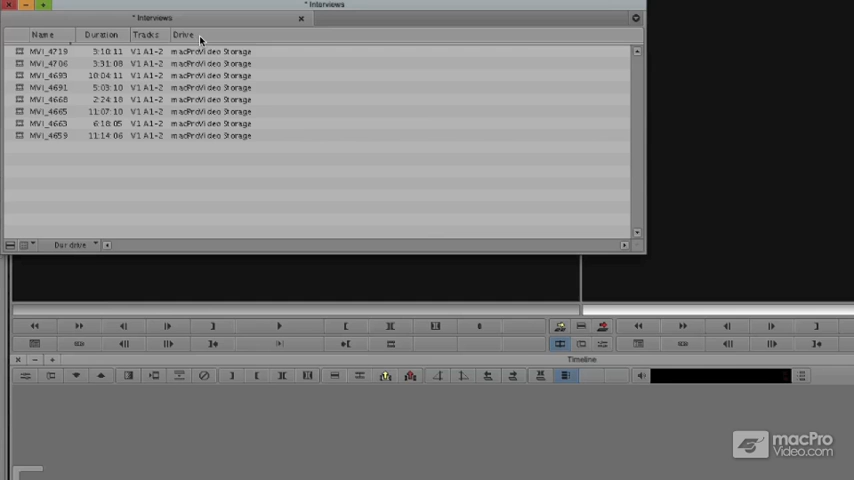 * Interviews
* Interviews
Name Duration Tracks Drive
MVI_4719 3:10:11 V1 A1-2 macProVideo Storage
MVI_4706 3:31:08 V1 A1-2 macProVideo Storage
MVI_4693 10:04:11 V1 A1-2 macProVideo Storage
MVI_4691 5:03:10 V1 A1-2 macProVideo Storage
MVI_4668 2:24:18 V1 A1-2 macProVideo Storage
MVI_4665 11:07:10 V1 A1-2 macProVideo Storage
MVI_4663 6:18:05 V1 A1-2 macProVideo Storage
MVI_4659 11:14:06 V1 A1-2 macProVideo Storage
Dur drive
Timeline
macPro
Video.com